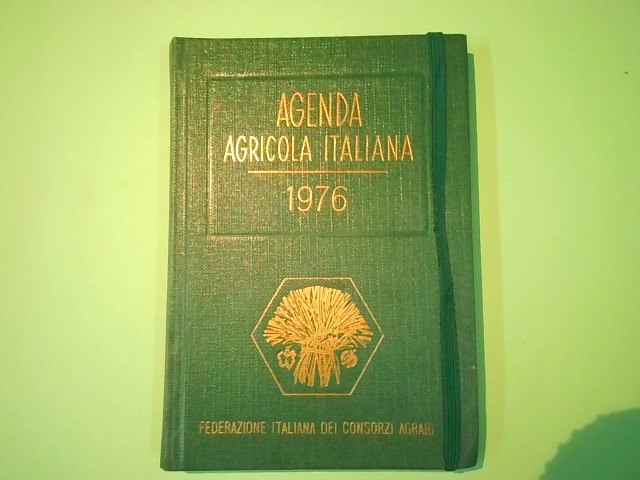 AGENDA
AGRICOLA ITALIANA
1976
FEDERAZIONE ITALIANA DEI CONSORZI AGRARI